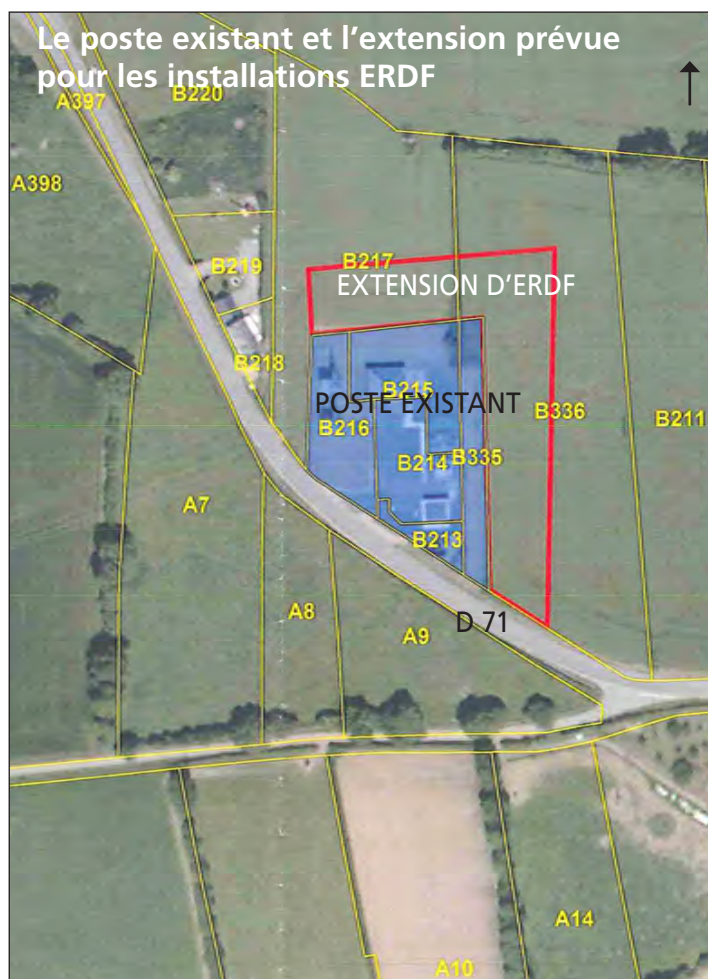 Le poste existant et l'extension prévue
pour les installations ERDF
A397
B220
A398
B219
B217
EXTENSION D'ERDF
B218
B215
POSTE EXISTANT
B216
B336
B211
B214
B335
A7
B213
A8
A9
D 71
A14
A10